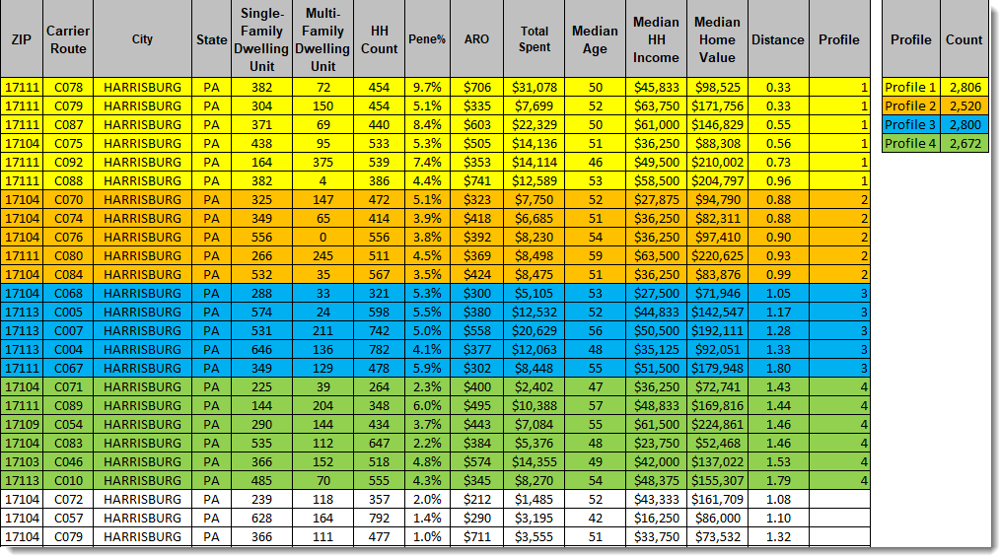 ZIP Carrier Route City State Single-Family Dwelling Unit Multi-Family Dwelling Unit HH Count Pene% ARO Total Spent Median Age Median HH Income Median Home Value Distance Profile Profile Count
17111 C078 HARRISBURG PA 382 72 454 9.7% $706 $31,078 50 $45,833 $98,525 0.33 1 Profile 1 2,806
17111 C079 HARRISBURG PA 304 150 454 5.1% $335 $7,699 52 $63,750 $171,756 0.33 1 Profile 2 2,520
17111 C087 HARRISBURG PA 371 69 440 8.4% $603 $22,329 50 $61,000 $146,829 0.55 1 Profile 3 2,800
17104 C075 HARRISBURG PA 438 95 533 5.3% $505 $14,136 51 $36,250 $88,308 0.56 1 Profile 4 2,672
17111 C092 HARRISBURG PA 164 375 539 7.4% $353 $14,114 46 $49,500 $210,002 0.73 1
17111 C088 HARRISBURG PA 382 4 386 4.4% $741 $12,589 53 $58,500 $204,797 0.96 1
17104 C070 HARRISBURG PA 325 147 472 5.1% $323 $7,750 52 $27,875 $94,790 0.88 2
17104 C074 HARRISBURG PA 349 65 414 3.9% $418 $6,685 51 $36,250 $82,311 0.88 2
17104 C076 HARRISBURG PA 556 0 556 3.8% $392 $8,230 54 $36,250 $97,410 0.90 2
17111 C080 HARRISBURG PA 266 245 511 4.5% $369 $8,498 59 $63,500 $220,625 0.93 2
17104 C084 HARRISBURG PA 532 35 567 3.5% $424 $8,475 51 $36,250 $83,876 0.99 2
17104 C068 HARRISBURG PA 288 33 321 5.3% $300 $5,105 53 $27,500 $71,946 1.05 3
17113 C005 HARRISBURG PA 574 24 598 5.5% $380 $12,532 52 $44,833 $142,547 1.17 3
17113 C007 HARRISBURG PA 531 211 742 5.0% $558 $20,629 56 $50,500 $192,111 1.28 3
17113 C004 HARRISBURG PA 646 136 782 4.1% $377 $12,063 48 $35,125 $92,051 1.33 3
17111 C067 HARRISBURG PA 349 129 478 5.9% $302 $8,448 55 $51,500 $179,948 1.80 3
17104 C071 HARRISBURG PA 225 39 264 2.3% $400 $2,402 47 $36,250 $72,741 1.43 4
17111 C089 HARRISBURG PA 144 204 348 6.0% $495 $10,388 57 $48,833 $169,816 1.44 4
17109 C054 HARRISBURG PA 290 144 434 3.7% $443 $7,084 55 $61,500 $224,861 1.46 4
17104 C083 HARRISBURG PA 535 112 647 2.2% $384 $5,376 48 $23,750 $52,468 1.46 4
17103 C046 HARRISBURG PA 366 152 518 4.8% $574 $14,355 49 $42,000 $137,022 1.53 4
17113 C010 HARRISBURG PA 485 70 555 4.3% $345 $8,270 54 $48,375 $155,307 1.79 4
17104 C072 HARRISBURG PA 239 118 357 2.0% $212 $1,485 52 $43,333 $161,709 1.08
17104 C057 HARRISBURG PA 628 164 792 1.4% $290 $3,195 42 $16,250 $86,000 1.10
17104 C079 HARRISBURG PA 366 111 477 1.0% $711 $3,555 51 $33,750 $73,532 1.32